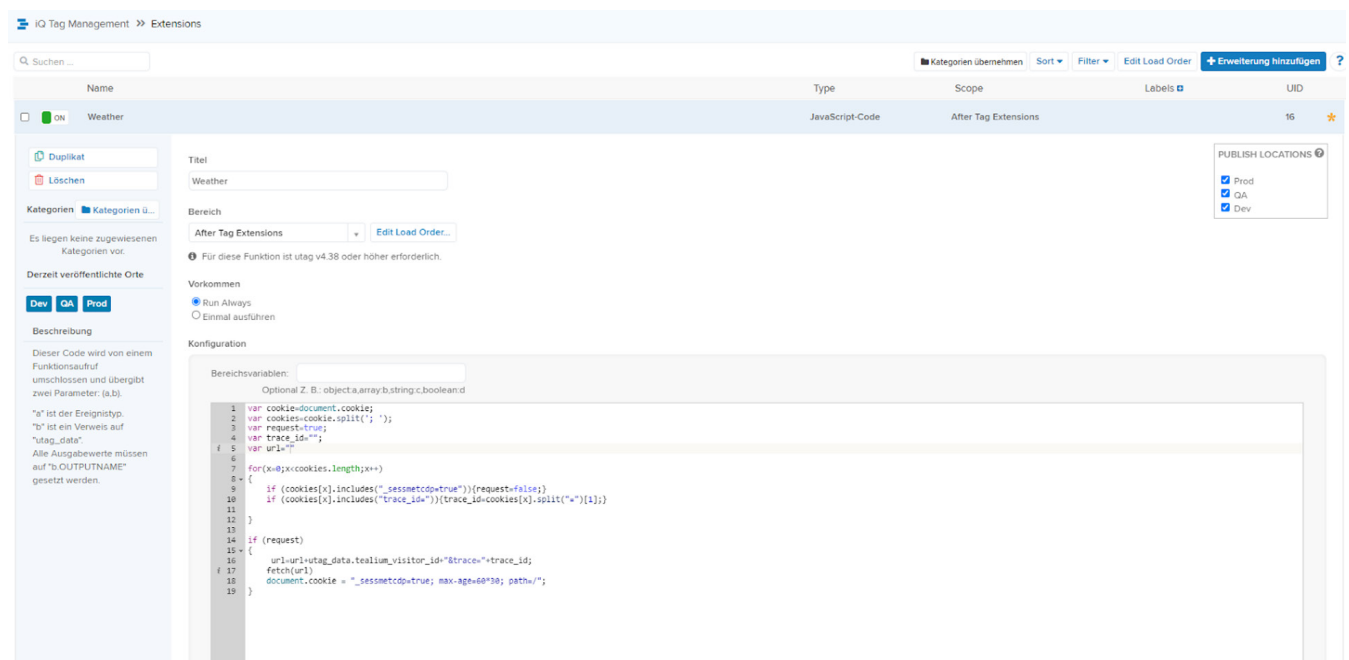 iQ Tag Management >> Extensions
Suchen ...
Kategorien übernehmen Sort Filter Edit Load Order + Erweiterung hinzufügen ?
Name Type Scope Labels UID
ON Weather JavaScript-Code After Tag Extensions 16
Duplikat
Löschen
Kategorien Kategorien ü...
Es liegen keine zugewiesenen
Kategorien vor.
Derzeit veröffentlichte Orte
Dev QA Prod
Beschreibung
Dieser Code wird von einem
Funktionsaufruf
umschlossen und übergibt
zwei Parameter: (a,b).
"a" ist der Ereignistyp.
"b" ist ein Verweis auf
"utag_data".
Alle Ausgabewerte müssen
auf "b.OUTPUTNAME"
gesetzt werden.
Titel
Weather
Bereich
After Tag Extensions Edit Load Order...
Für diese Funktion ist utag v4.38 oder höher erforderlich.
Vorkommen
Run Always
Einmal ausführen
Konfiguration
Bereichsvariablen:
Optional Z. B.: object:a,array:b,string:c,boolean:d
1 var cookie=document.cookie;
2 var cookies=cookie.split('; ');
3 var request=true;
4 var trace_id="";
i 5 var url=""
6
7 for(x=0;x<cookies.length;x++)
8 {
9 if (cookies[x].includes("_sessmetcdp=true")){request=false;}
10 if (cookies[x].includes("trace_id=")){trace_id=cookies[x].split("=")[1];}
11
12 }
13
14 if (request)
15 {
16 url=url+utag_data.tealium_visitor_id+"&trace="+trace_id;
i 17 fetch(url)
18 document.cookie = "_sessmetcdp=true; max-age=60*30; path=/";
19 }
PUBLISH LOCATIONS ?
Prod
QA
Dev